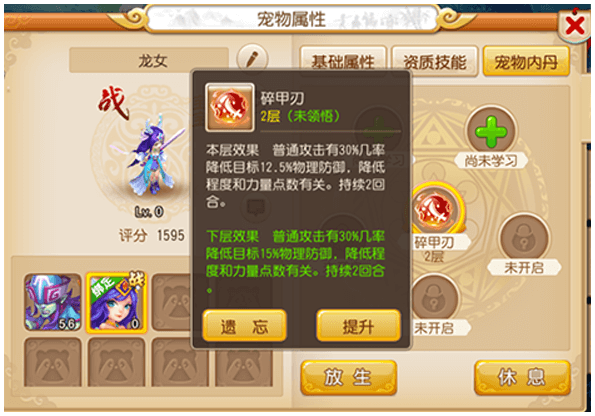 宠物属性
龙女
基础属性
资质技能
宠物内丹
战
碎甲刃
2层（未领悟）
本层效果 普通攻击有30%几率
降低目标12.5%物理防御，降低
程度和力量点数有关。持续2回
合。
下层效果 普通攻击有30%几率
降低目标15%物理防御，降低程
度和力量点数有关。持续2回合
。
遗忘
提升
Lv.0
评分 1595
尚未学习
习
碎甲刃
2层
未开启
未开启
56
绑定
战
0
放生
休息